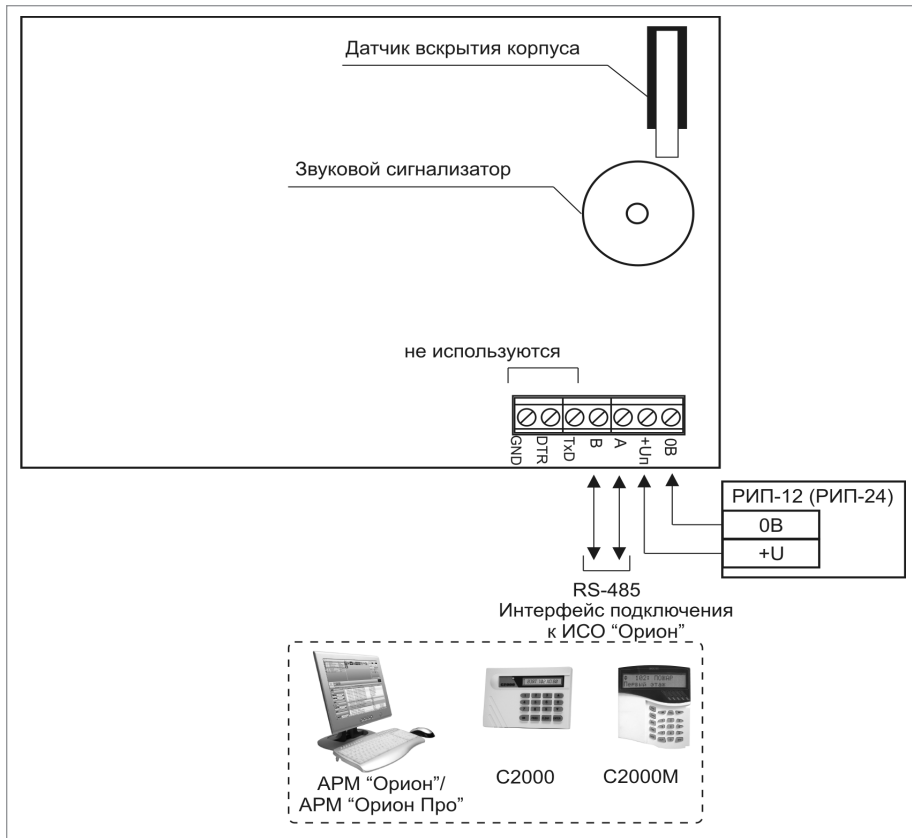 Датчик вскрытия корпуса
Звуковой сигнализатор
не используются
GND
DTR
TxD
B
A
+Uп
0В
РИП-12 (РИП-24)
0В
+U
RS-485
Интерфейс подключения
к ИСО “Орион”
АРМ “Орион”/
АРМ “Орион Про”
С2000
С2000М